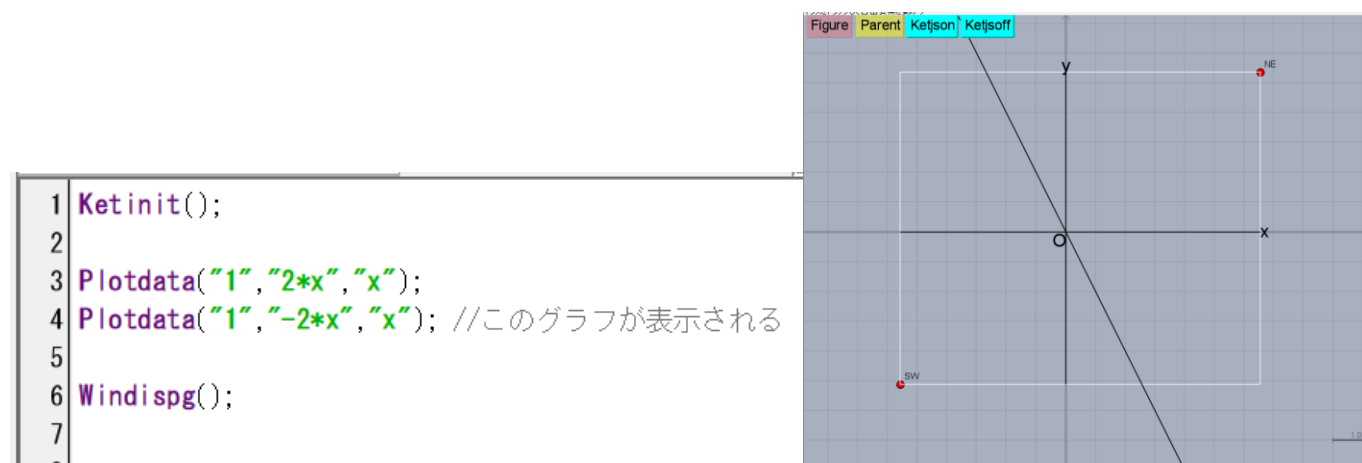 1 Ketinit();
2
3 Plotdata("1","2*x","x");
4 Plotdata("1","-2*x","x"); //このグラフが表示される
5
6 Windispg();
7
Figure Parent Ketjson Ketjsoff
y
NE
O
x
SW